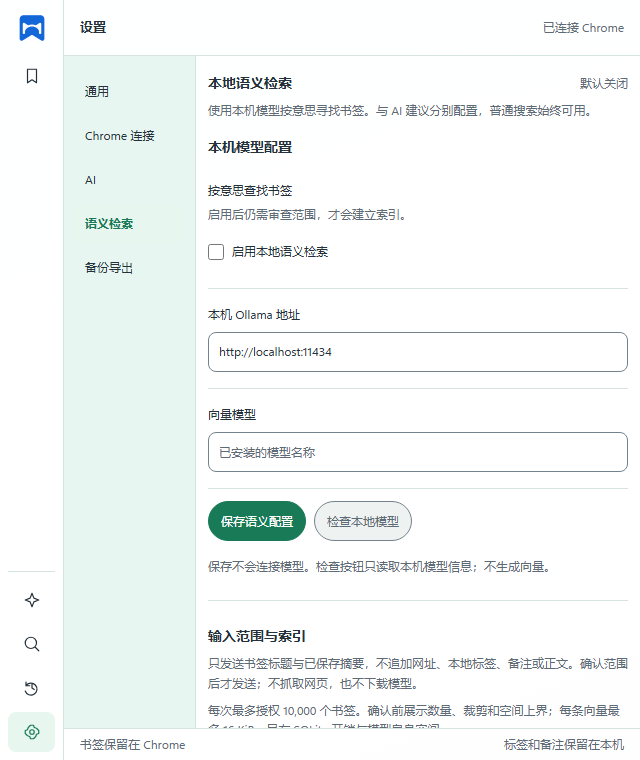 设置
已连接 Chrome
通用
Chrome 连接
AI
语义检索
备份导出
本地语义检索
默认关闭
使用本机模型按意思寻找书签。与 AI 建议分别配置，普通搜索始终可用。
本机模型配置
按意思查找书签
启用后仍需审查范围，才会建立索引。
启用本地语义检索
本机 Ollama 地址
http://localhost:11434
向量模型
已安装的模型名称
保存语义配置
检查本地模型
保存不会连接模型。检查按钮只读取本机模型信息；不生成向量。
输入范围与索引
只发送书签标题与已保存摘要，不追加网址、本地标签、备注或正文。确认范围
后才发送；不抓取网页，也不下载模型。
每次最多授权 10,000 个书签。确认前展示数量、裁剪和空间上界；每条向量最
书签保留在 Chrome
标签和备注保留在本机